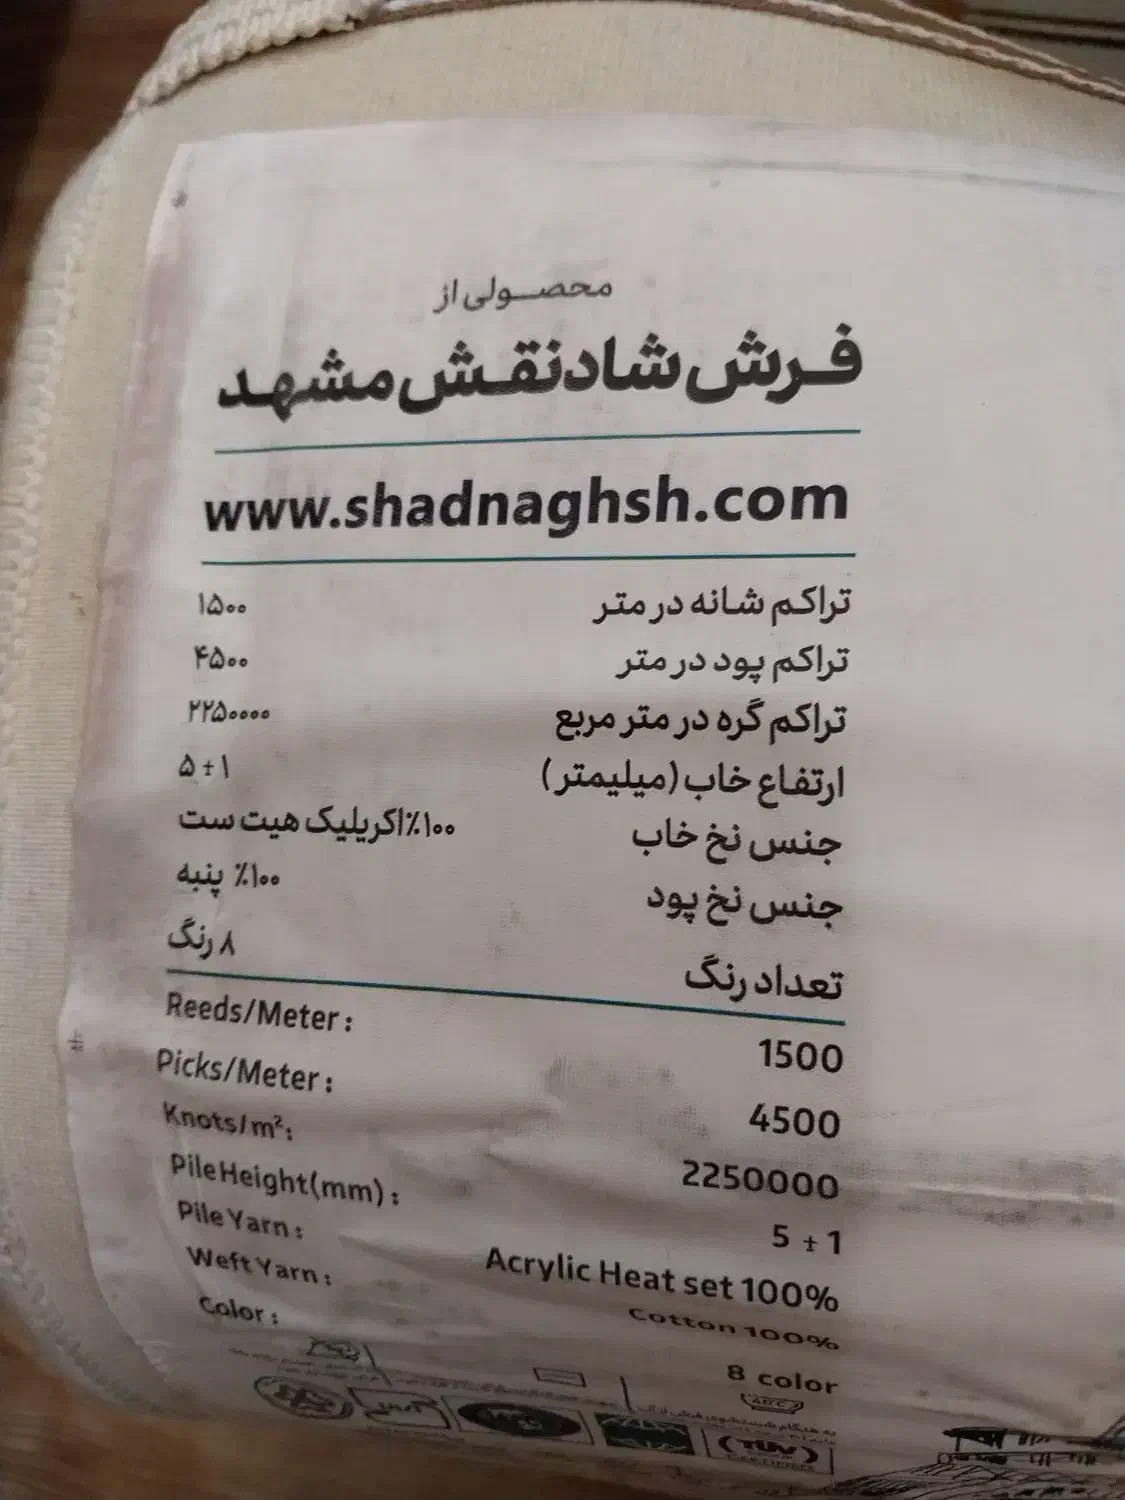 محصولی از
فرش شاد نقش مشهد
www.shadnaghsh.com
تراکم شانه در متر ۱۵۰۰
تراکم پود در متر ۴۵۰۰
تراکم گره در متر مربع ۲۲۵۰۰۰۰
ارتفاع خاب (میلیمتر) ۵ ± ۱
جنس نخ خاب ۱۰۰٪ اکریلیک هیت ست
جنس نخ پود ۱۰۰٪ پنبه
تعداد رنگ ۸ رنگ
Reeds/Meter : 1500
Picks/Meter : 4500
Knots/m² : 2250000
Pile Height(mm) : 5 ± 1
Pile Yarn : Acrylic Heat set 100%
Weft Yarn : Cotton 100%
Color : 8 color
TÜV